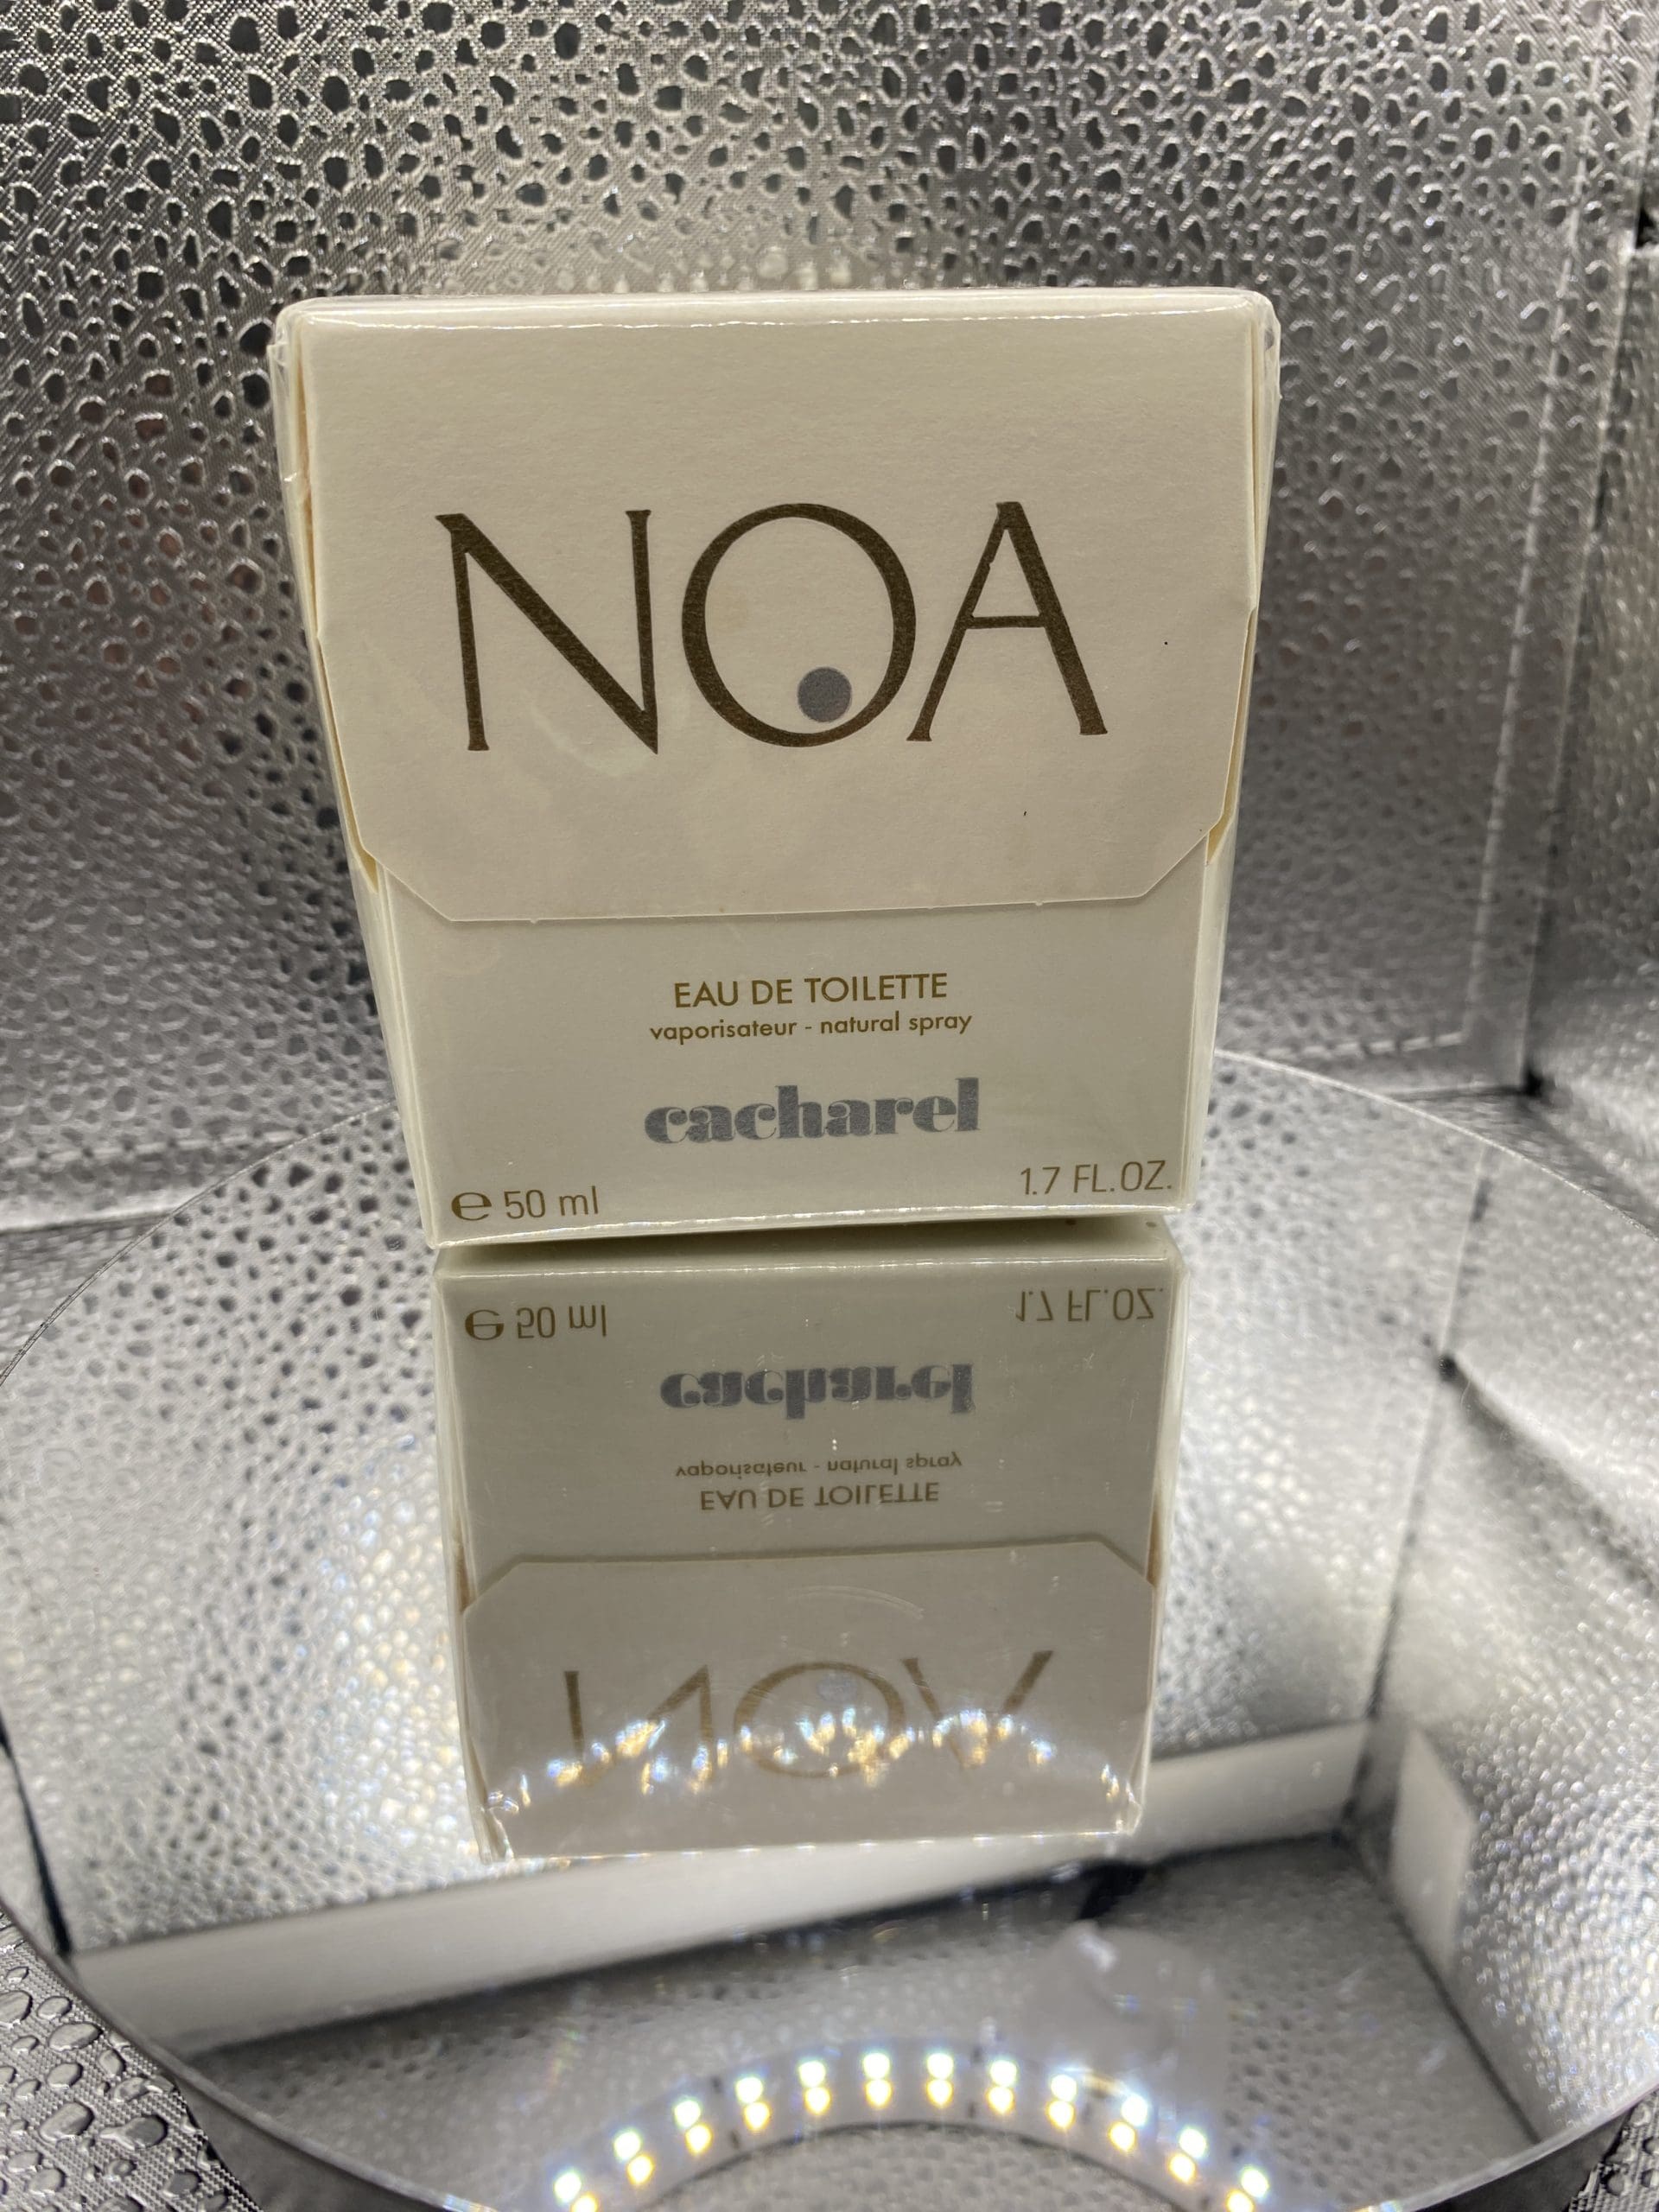 NOA
EAU DE TOILETTE
vaporisateur - natural spray
cacharel
℮ 50 ml 1.7 FL.OZ.